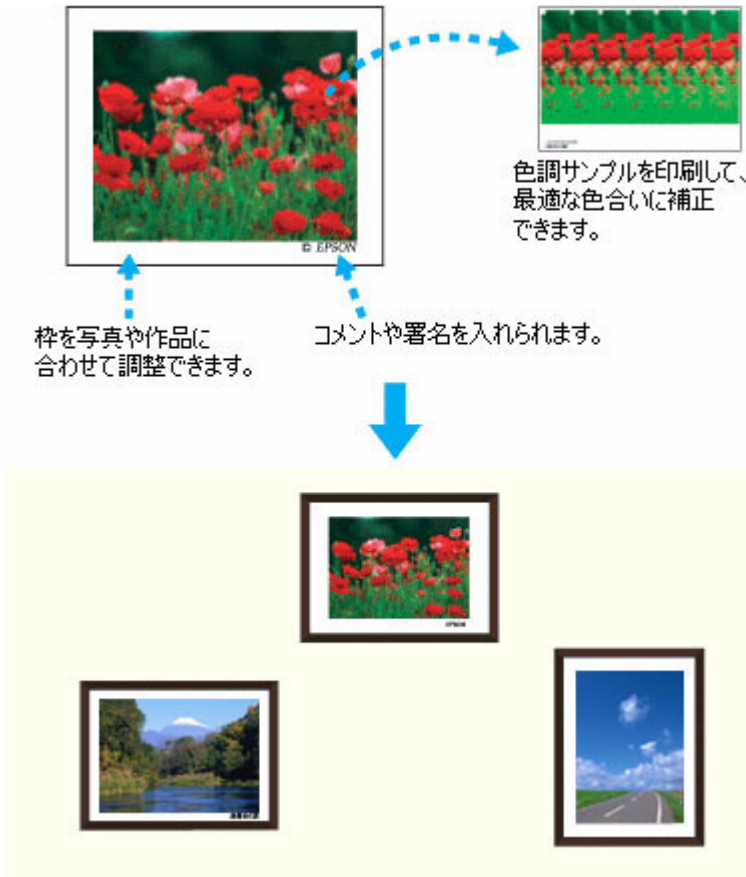 色調サンプルを印刷して、
最適な色合いに補正
できます。
© EPSON
枠を写真や作品に
合わせて調整できます。
コメントや署名を入れられます。
EPSON